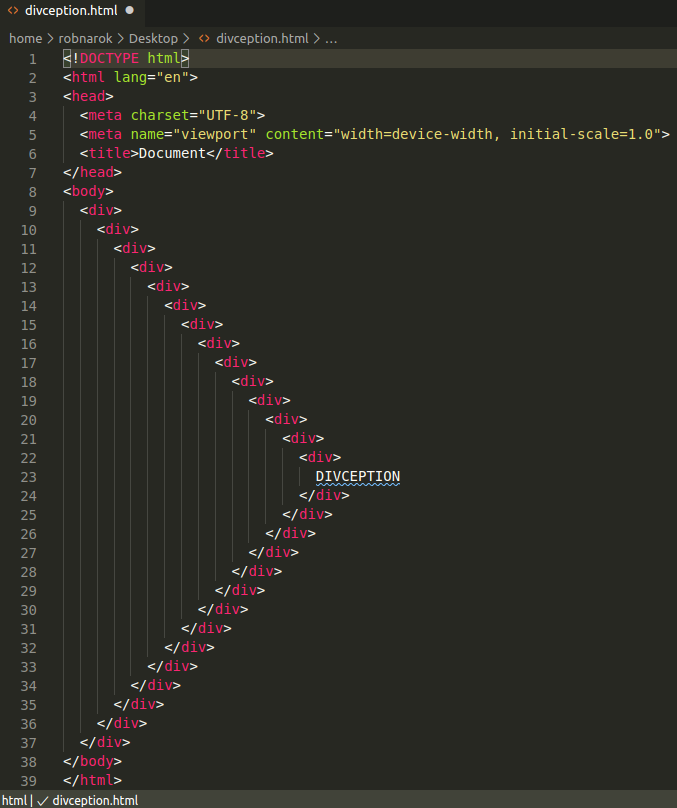 divception.html
home > robnarok > Desktop > divception.html > ...
1 <!DOCTYPE html>
2 <html lang="en">
3 <head>
4   <meta charset="UTF-8">
5   <meta name="viewport" content="width=device-width, initial-scale=1.0">
6   <title>Document</title>
7 </head>
8 <body>
9   <div>
10     <div>
11       <div>
12         <div>
13           <div>
14             <div>
15               <div>
16                 <div>
17                   <div>
18                     <div>
19                       <div>
20                         <div>
21                           <div>
22                             <div>
23                               DIVCEPTION
24                             </div>
25                           </div>
26                         </div>
27                       </div>
28                     </div>
29                   </div>
30                 </div>
31               </div>
32             </div>
33           </div>
34         </div>
35       </div>
36     </div>
37   </div>
38 </body>
39 </html>
html | ✓ divception.html